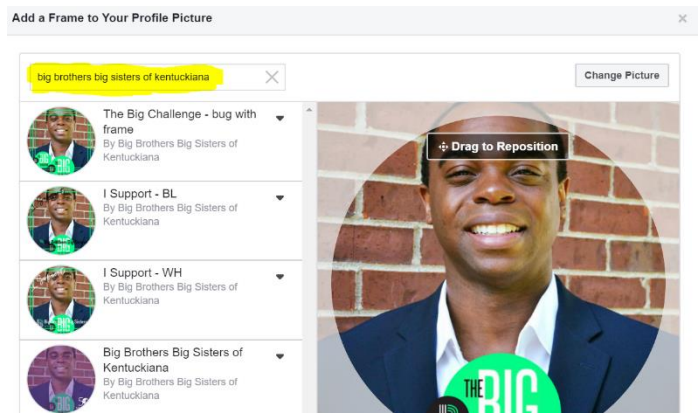 Add a Frame to Your Profile Picture
big brothers big sisters of kentuckiana
Change Picture
The Big Challenge - bug with
frame
By Big Brothers Big Sisters of
Kentuckiana
I Support - BL
By Big Brothers Big Sisters of
Kentuckiana
I Support - WH
By Big Brothers Big Sisters of
Kentuckiana
Big Brothers Big Sisters of
Kentuckiana
By Big Brothers Big Sisters of
Kentuckiana
Drag to Reposition
THE BIG